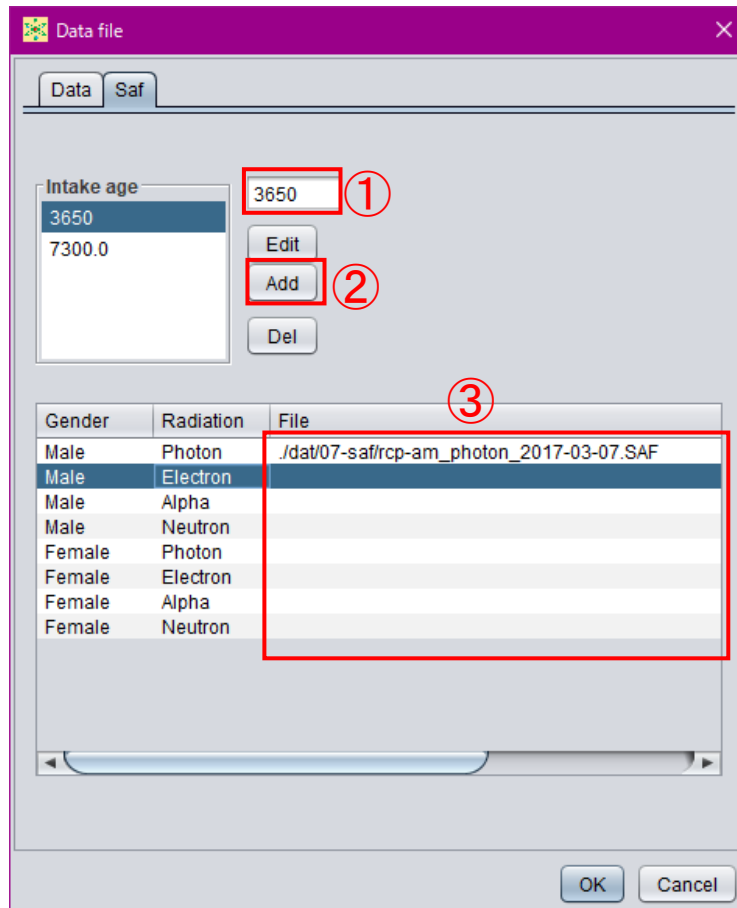 Data file
Data Saf
Intake age
3650 ①
3650
7300.0
Edit
Add ②
Del
③
Gender Radiation File
Male Photon ./dat/07-saf/rcp-am_photon_2017-03-07.SAF
Male Electron
Male Alpha
Male Neutron
Female Photon
Female Electron
Female Alpha
Female Neutron
OK Cancel